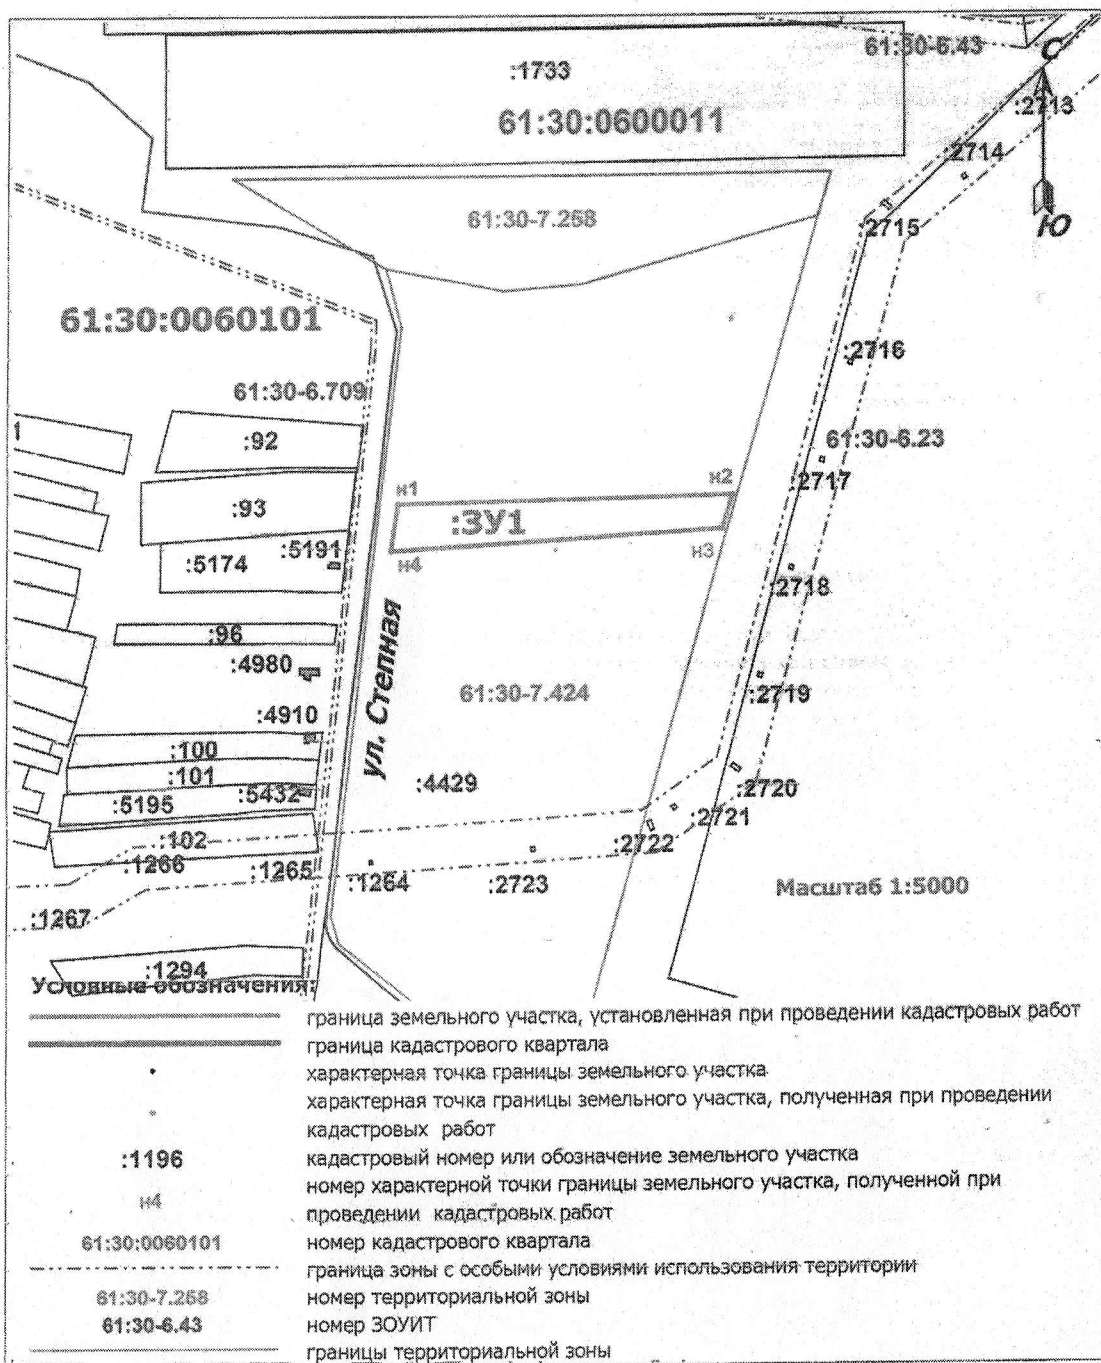 61:30-6.43
С
:1733
:2713
61:30:0600011
:2714
61:30-7.258
:2715
Ю
61:30:0060101
:2716
61:30-6.709
:92
61:30-6.23
:2717
н1
н2
:93
:ЗУ1
:5191
:5174
н4
н3
:2718
:96
ул. Степная
:4980
61:30-7.424
:2719
:4910
:100
:101
:4429
:5195
:5432
:2720
:2721
:102
:2722
:1266
:1265
:1264
:2723
Масштаб 1:5000
:1267
:1294
Условные обозначения:
граница земельного участка, установленная при проведении кадастровых работ
граница кадастрового квартала
характерная точка границы земельного участка
характерная точка границы земельного участка, полученная при проведении
кадастровых работ
:1196 кадастровый номер или обозначение земельного участка
номер характерной точки границы земельного участка, полученной при
н4
проведении кадастровых работ
61:30:0060101 номер кадастрового квартала
граница зоны с особыми условиями использования территории
61:30-7.258 номер территориальной зоны
61:30-6.43 номер ЗОУИТ
границы территориальной зоны